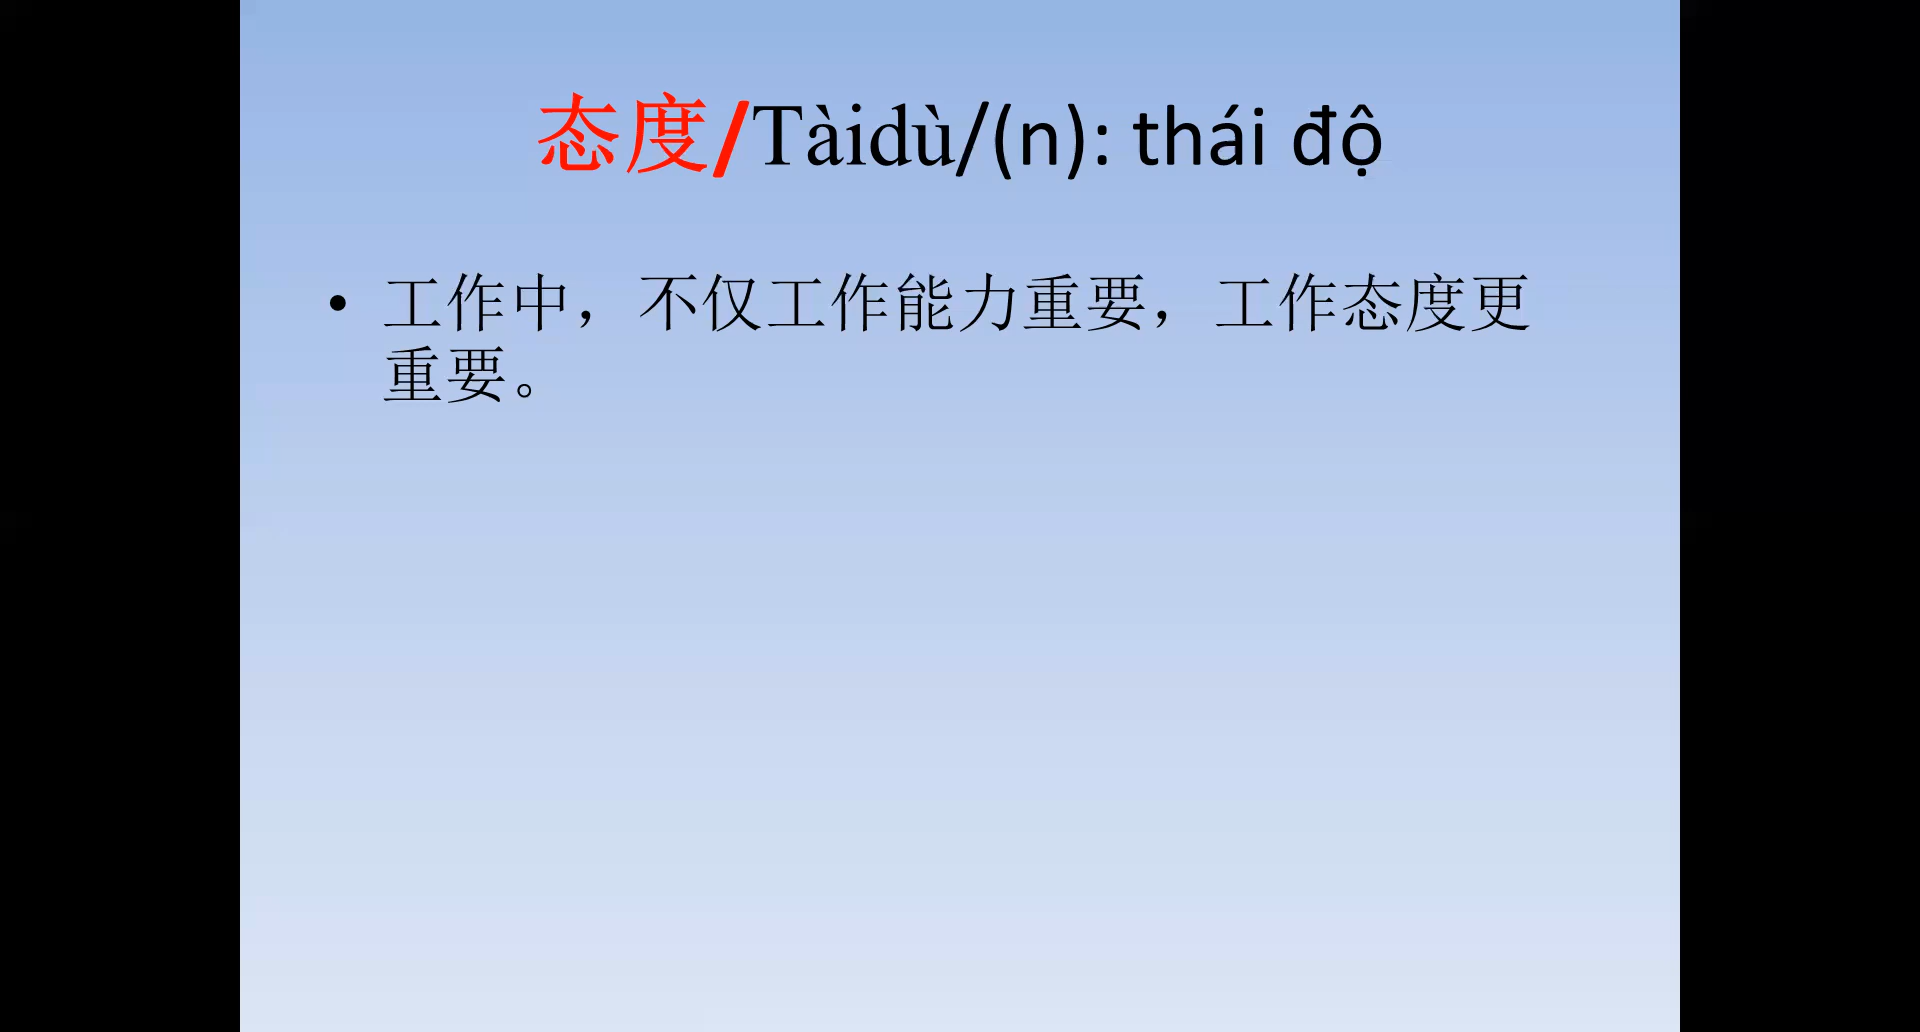 态度/Tàidù/(n): thái độ
• 工作中，不仅工作能力重要，工作态度更
重要。